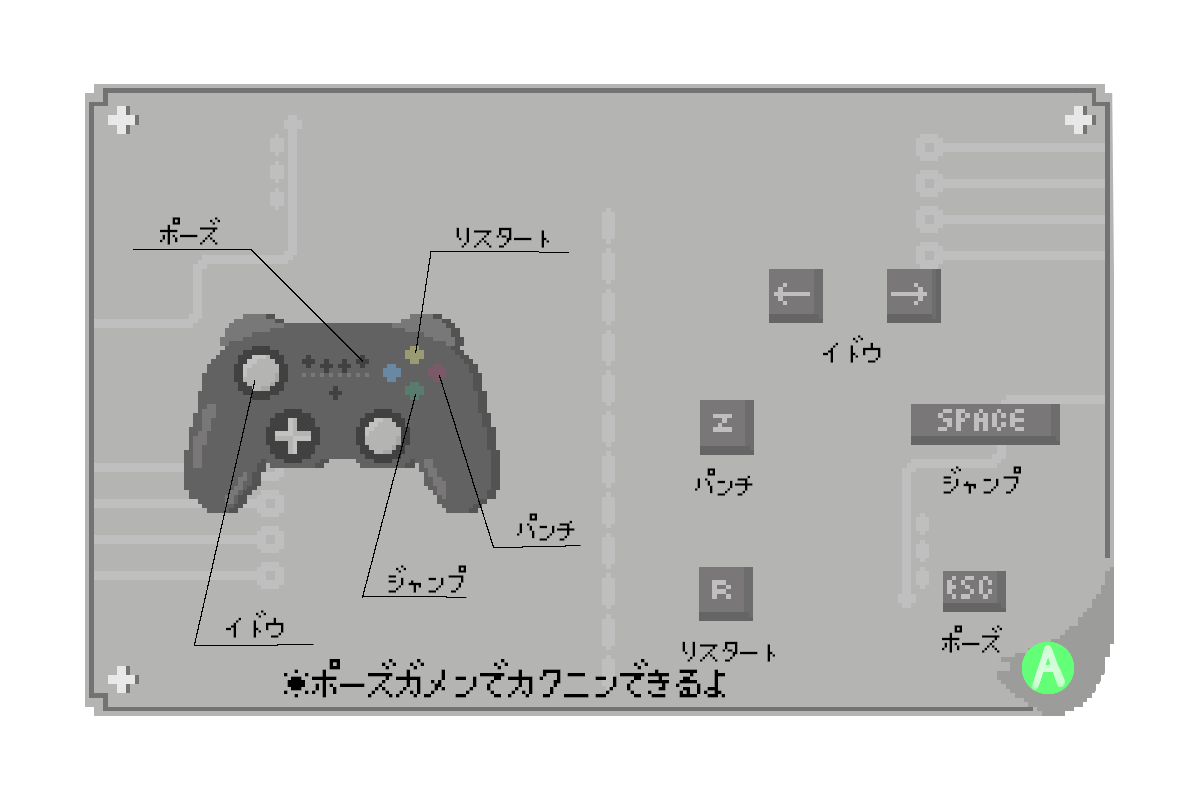 ポーズ
リスタート
パンチ
ジャンプ
イドウ
←
→
イドウ
Z
SPACE
パンチ
ジャンプ
R
ESC
リスタート
ポーズ
A
※ポーズガメンデカクニンできるよ